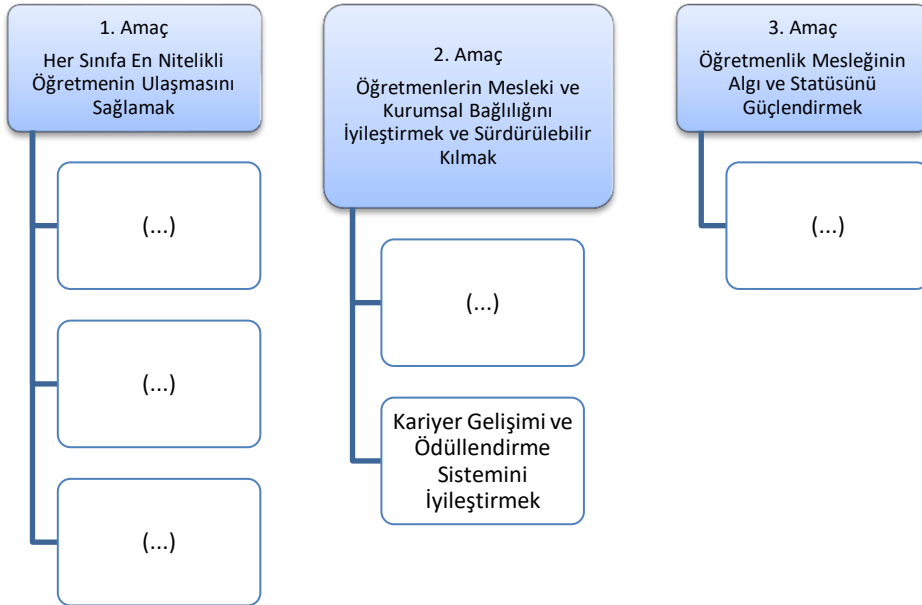 1. Amaç
Her Sınıfa En Nitelikli
Öğretmenin Ulaşmasını
Sağlamak
(...)
(...)
(...)
2. Amaç
Öğretmenlerin Mesleki ve
Kurumsal Bağlılığını
İyileştirmek ve Sürdürülebilir
Kılmak
(...)
Kariyer Gelişimi ve
Ödüllendirme
Sistemini
İyileştirmek
3. Amaç
Öğretmenlik Mesleğinin
Algı ve Statüsünü
Güçlendirmek
(...)